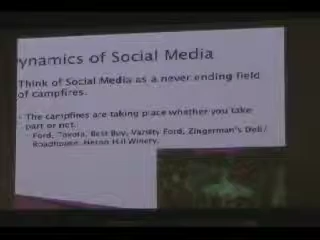 ynamics of Social Media
Think of Social Media as a never ending field
of campfires.
The campfires are taking place whether you take
part or not.
Ford, Toyota, Best Buy, Varsity Ford, Zingerman's Deli/
Roadhouse, Heron Hill Winery.